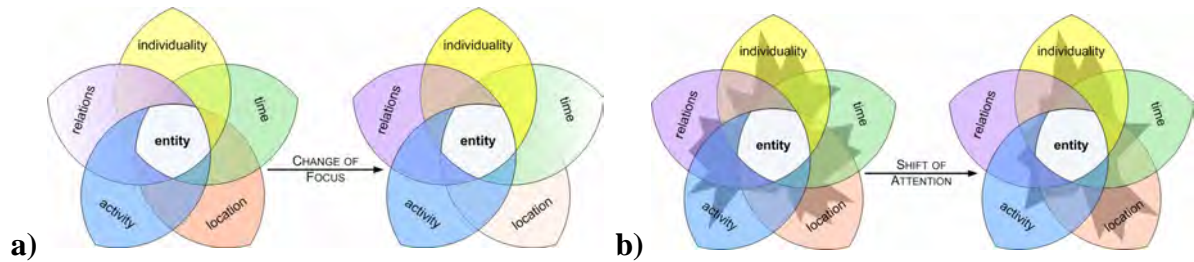 individuality
relations
time
entity
activity
location
CHANGE OF
FOCUS
individuality
relations
time
entity
activity
location
a)
individuality
relations
time
entity
activity
location
SHIFT OF
ATTENTION
individuality
relations
time
entity
activity
location
b)